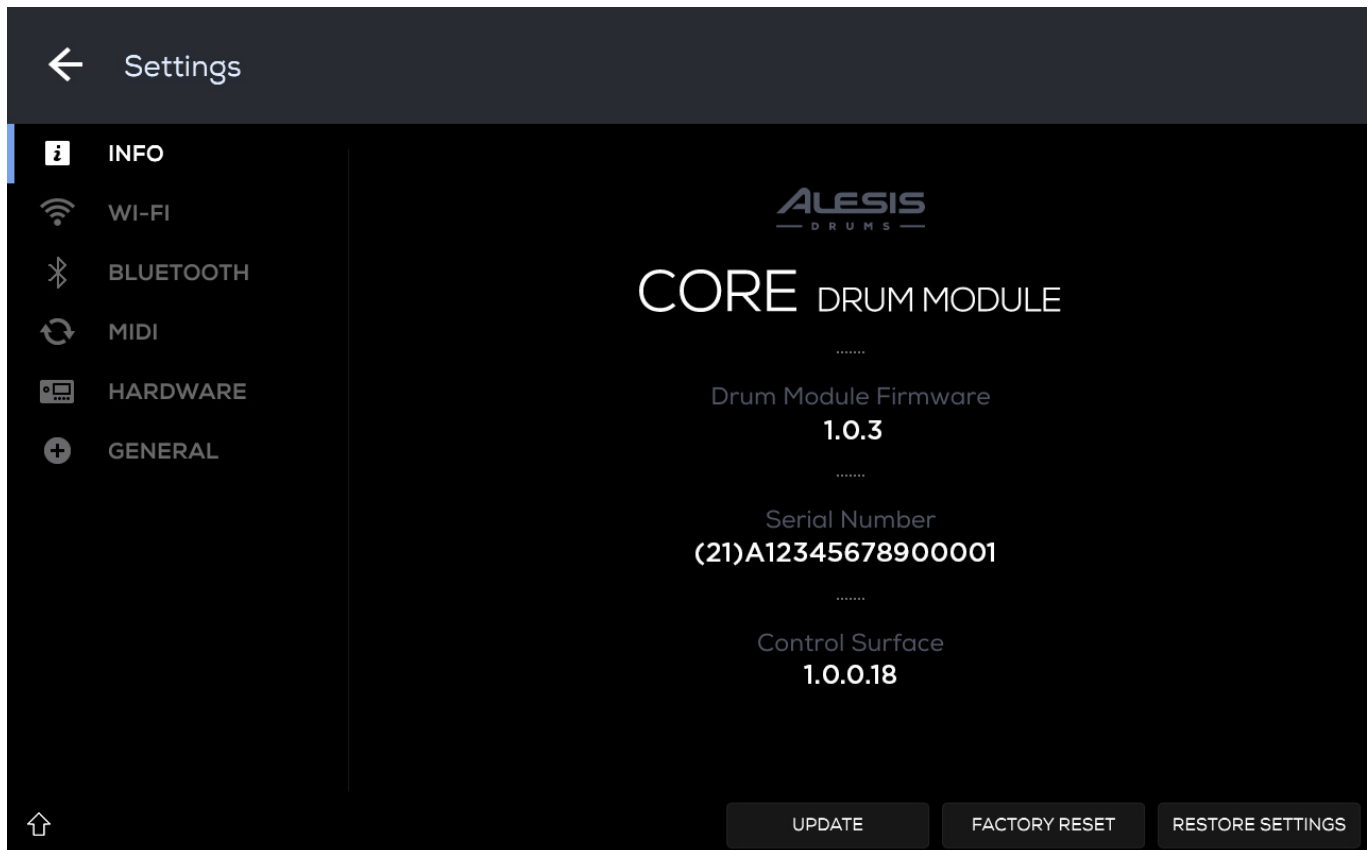 Settings
INFO
WI-FI
BLUETOOTH
MIDI
HARDWARE
GENERAL
ALESIS
DRUMS
CORE DRUM MODULE
Drum Module Firmware
1.0.3
Serial Number
(21)A12345678900001
Control Surface
1.0.0.18
UPDATE
FACTORY RESET
RESTORE SETTINGS